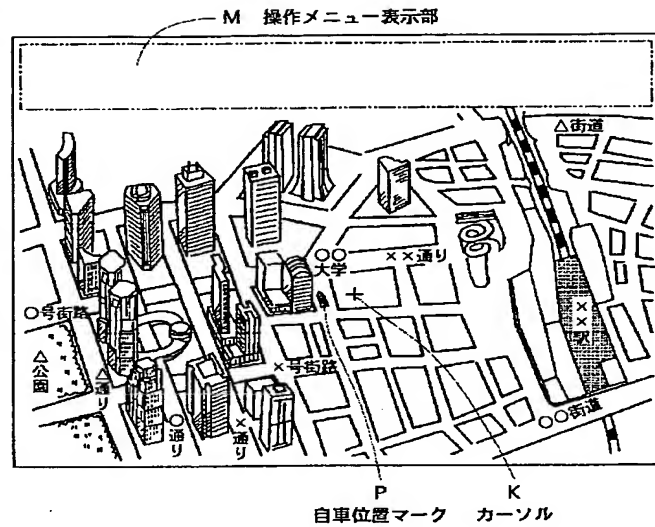 M 操作メニュー表示部
△街道
○○
大学
××通り
○号街路
××駅
△公園
×号街路
△通り
○通り
×通り
○○街道
P
自車位置マーク
K
カーソル